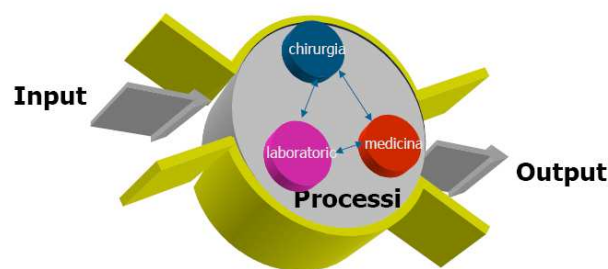 chirurgia
Input
laboratorio
medicina
Output
Processi